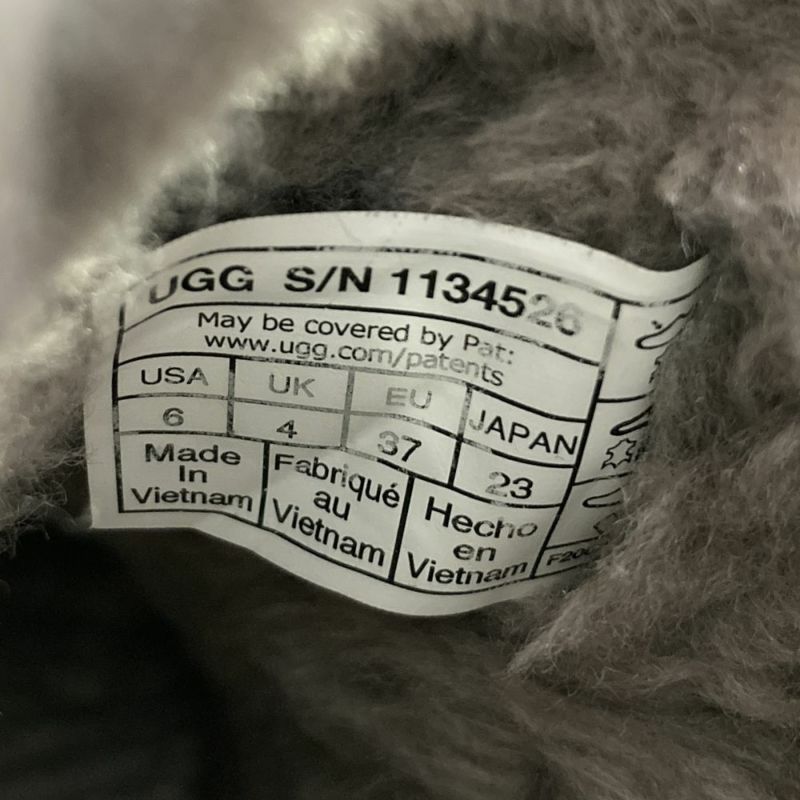 UGG S/N 1134526
May be covered by Pat:
www.ugg.com/patents
USA UK EU JAPAN
6 4 37 23
Made
In
Vietnam
Fabriqué
au
Vietnam
Hecho
en
Vietnam